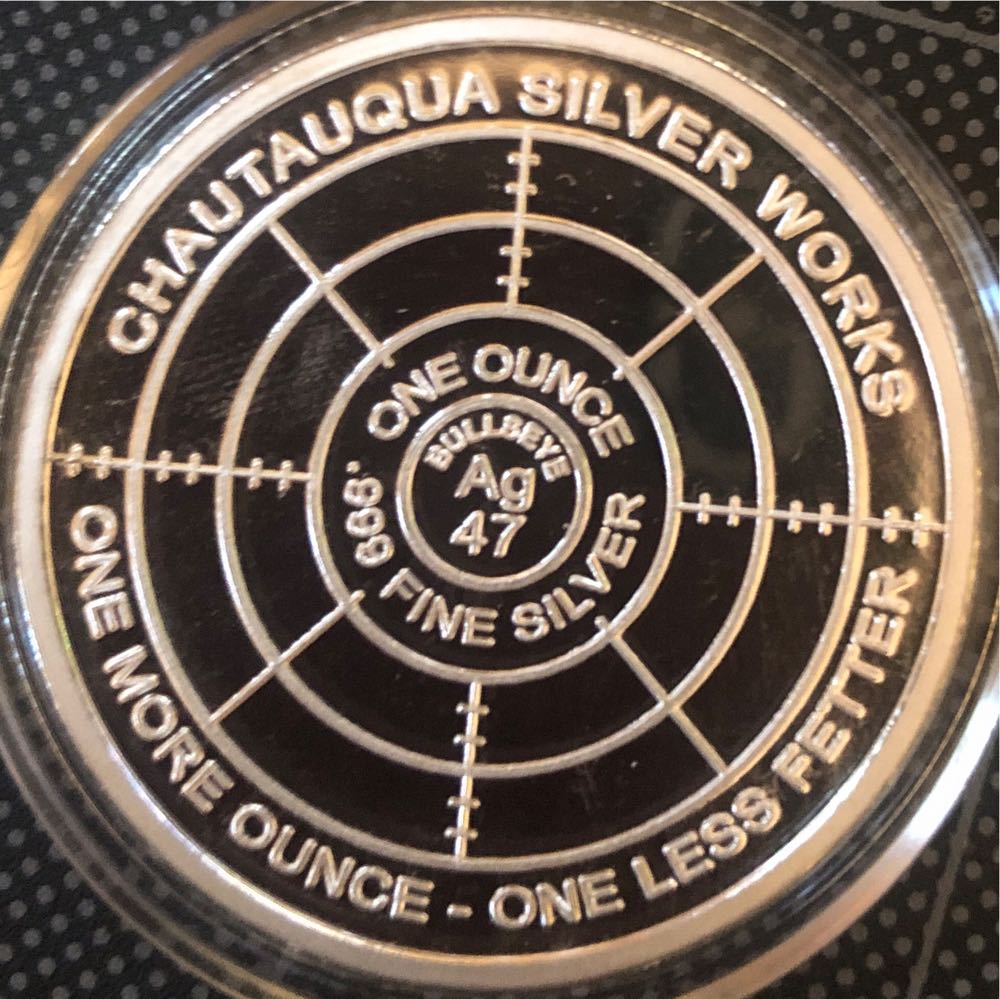 CHAUTAUQUA SILVER WORKS
ONE OUNCE
BULLSEYE
Ag
47
.999 FINE SILVER
ONE MORE OUNCE - ONE LESS FETTER